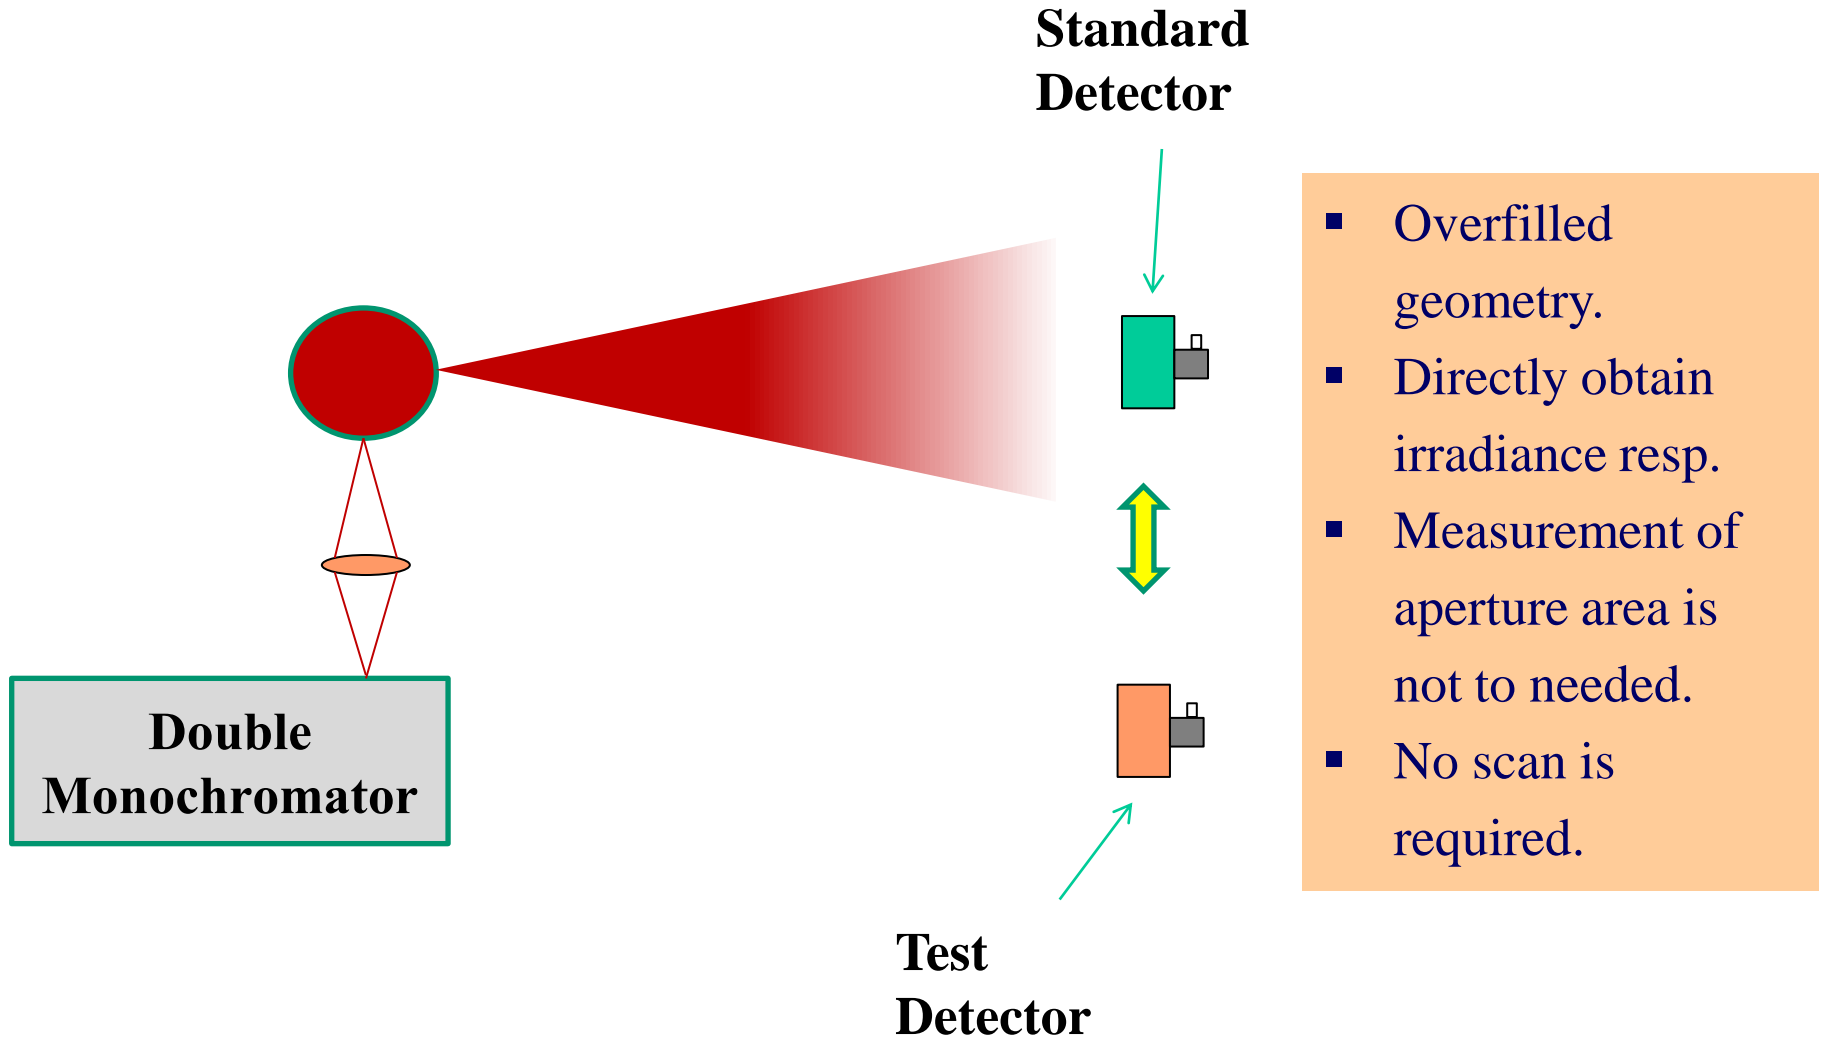 Standard
Detector
▪ Overfilled
geometry.
▪ Directly obtain
irradiance resp.
▪ Measurement of
aperture area is
not to needed.
▪ No scan is
required.
Double
Monochromator
Test
Detector